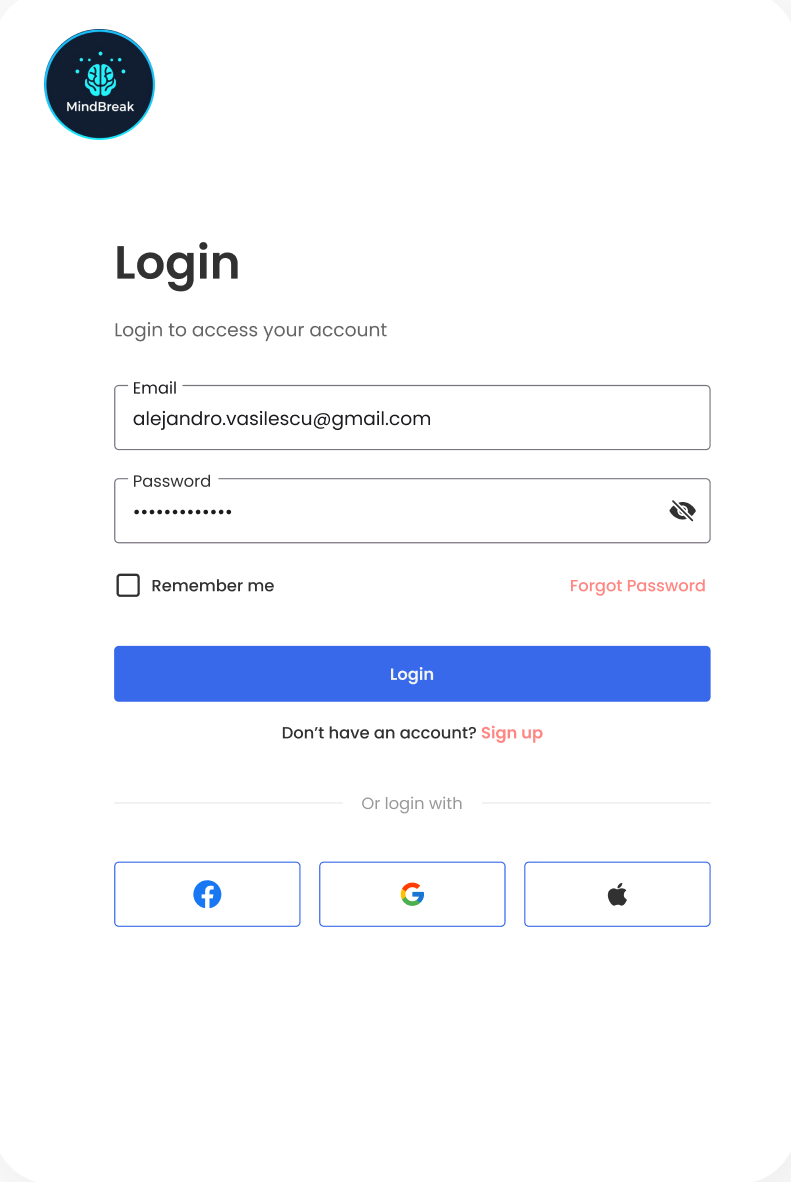 MindBreak
Login
Login to access your account
Email
alejandro.vasilescu@gmail.com
Password
•••••••••••••
Remember me
Forgot Password
Login
Don’t have an account? Sign up
Or login with